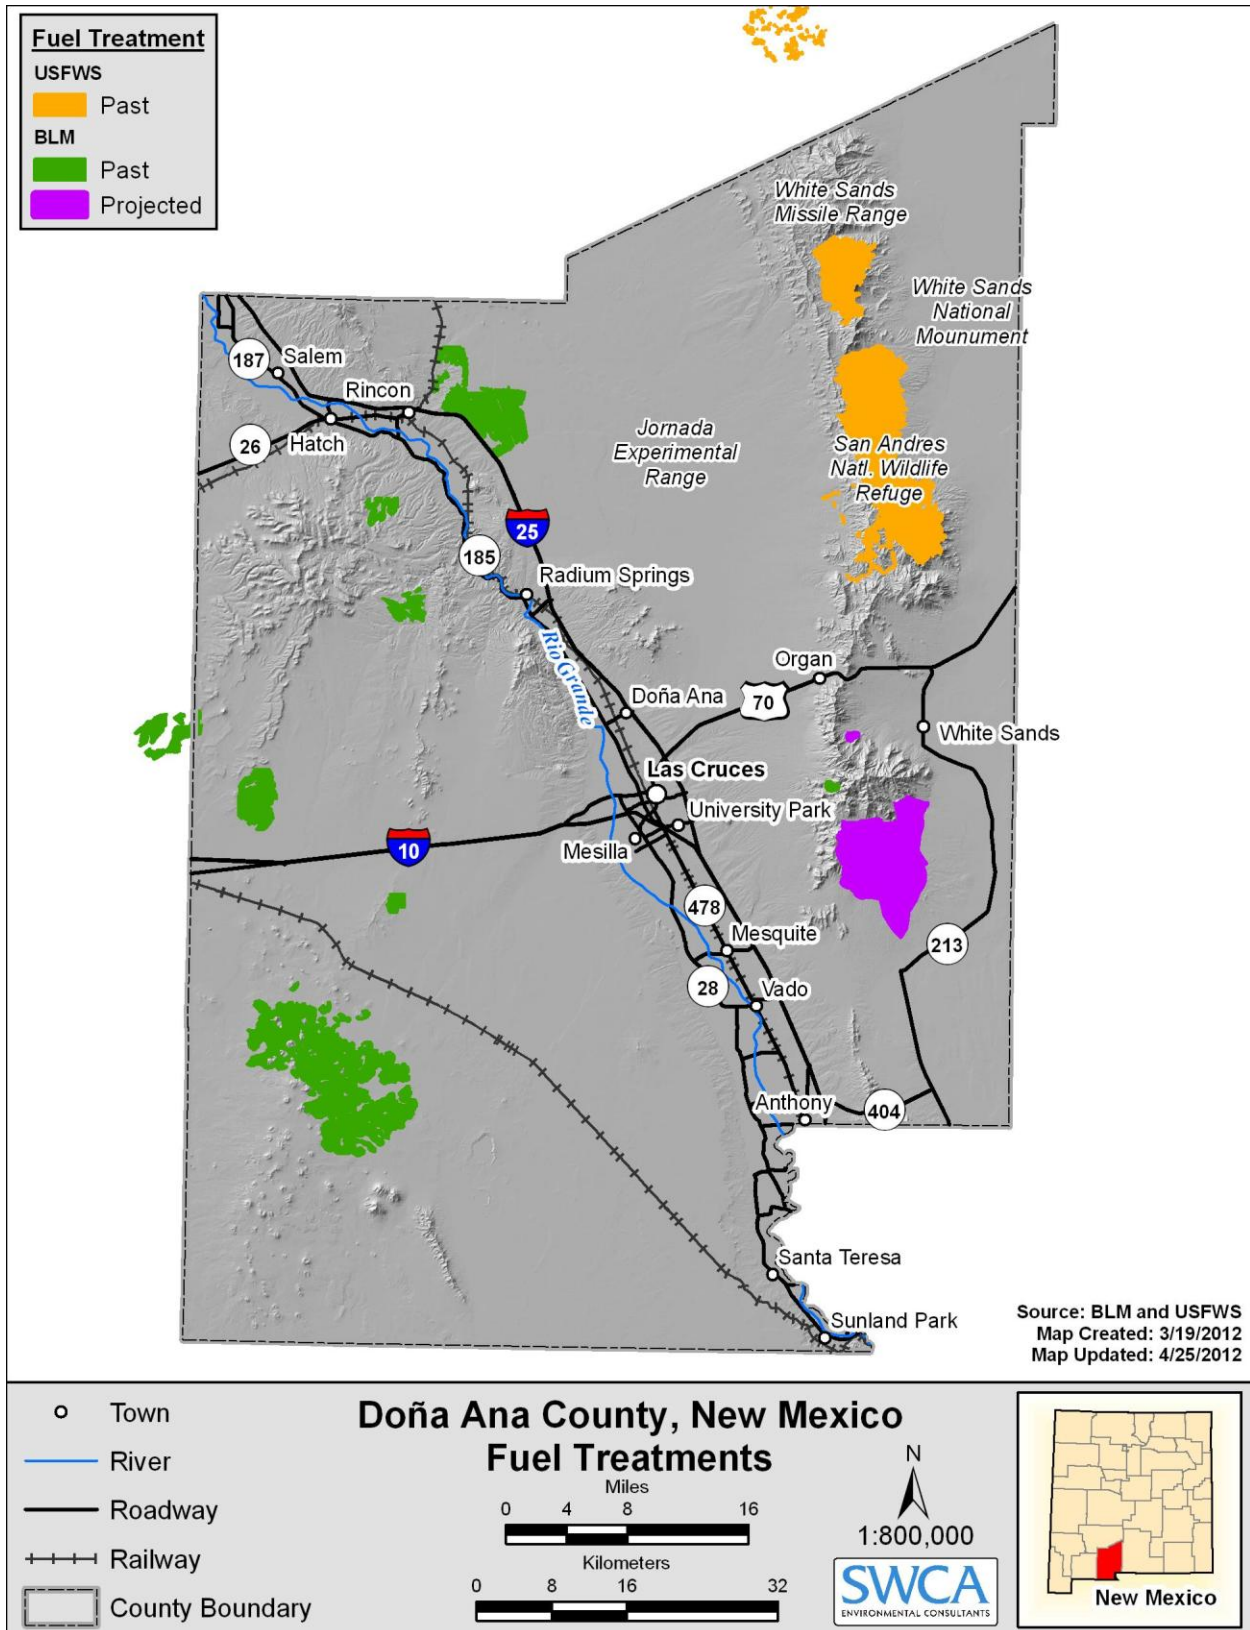 Fuel Treatment
USFWS
Past
BLM
Past
Projected
White Sands
Missile Range
White Sands
National
Mounument
187
Salem
Rincon
26
Hatch
Jornada
Experimental
Range
San Andres
Natl. Wildlife
Refuge
25
185
Radium Springs
Rio Grande
Organ
70
Doña Ana
White Sands
Las Cruces
University Park
10
Mesilla
478
Mesquite
213
28
Vado
Anthony
404
Santa Teresa
Sunland Park
Source: BLM and USFWS
Map Created: 3/19/2012
Map Updated: 4/25/2012
Town
River
Roadway
Railway
County Boundary
Doña Ana County, New Mexico
Fuel Treatments
Miles
0 4 8 16
Kilometers
0 8 16 32
N
1:800,000
SWCA
ENVIRONMENTAL CONSULTANTS
New Mexico